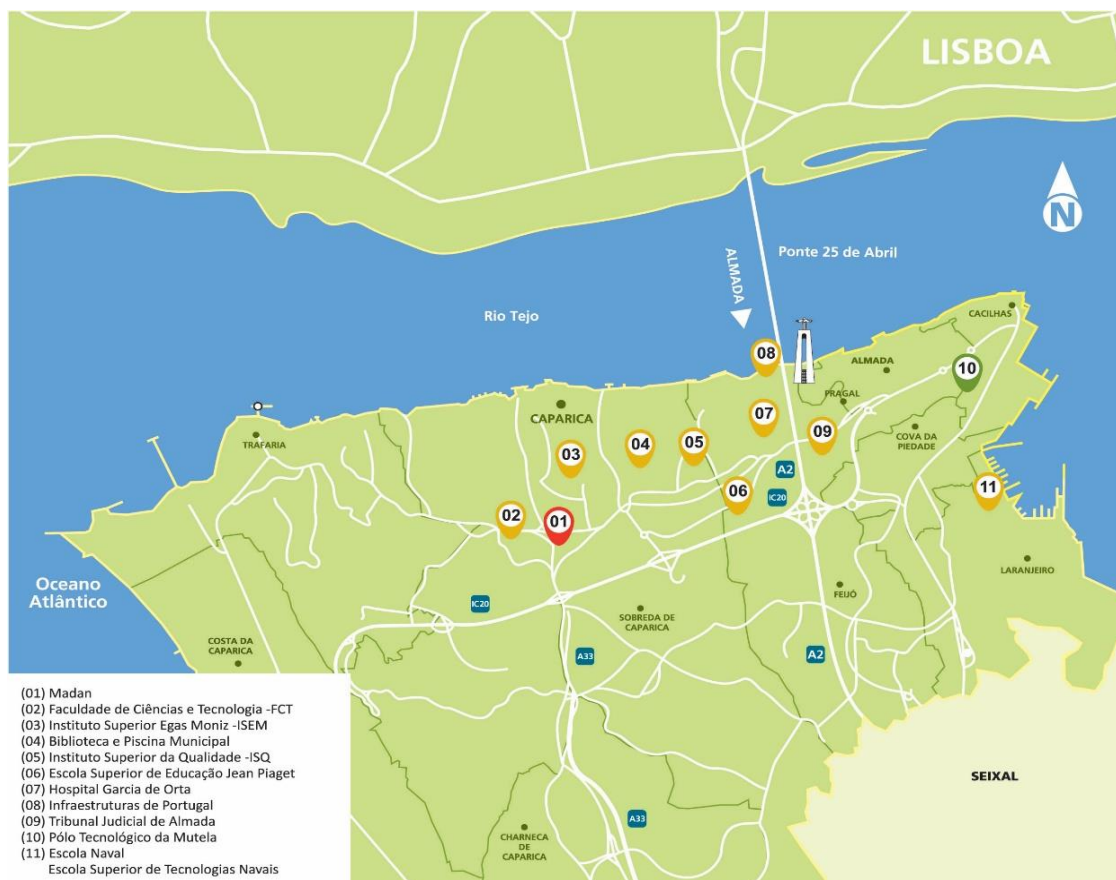 LISBOA
N
ALMADA
Ponte 25 de Abril
Rio Tejo
CACILHAS
08
ALMADA
10
PRAGAL
CAPARICA
07
TRAFARIA
09
COVA DA
PIEDADE
03
04
05
A2
06
IC20
11
02
01
Oceano
Atlântico
LARANJEIRO
FEIJÓ
IC20
SOBREDA DE
CAPARICA
COSTA DA
CAPARICA
A33
A2
SEIXAL
A33
CHARNECA
DE CAPARICA
(01) Madan
(02) Faculdade de Ciências e Tecnologia -FCT
(03) Instituto Superior Egas Moniz -ISEM
(04) Biblioteca e Piscina Municipal
(05) Instituto Superior da Qualidade -ISQ
(06) Escola Superior de Educação Jean Piaget
(07) Hospital Garcia de Orta
(08) Infraestruturas de Portugal
(09) Tribunal Judicial de Almada
(10) Pólo Tecnológico da Mutela
(11) Escola Naval
Escola Superior de Tecnologias Navais